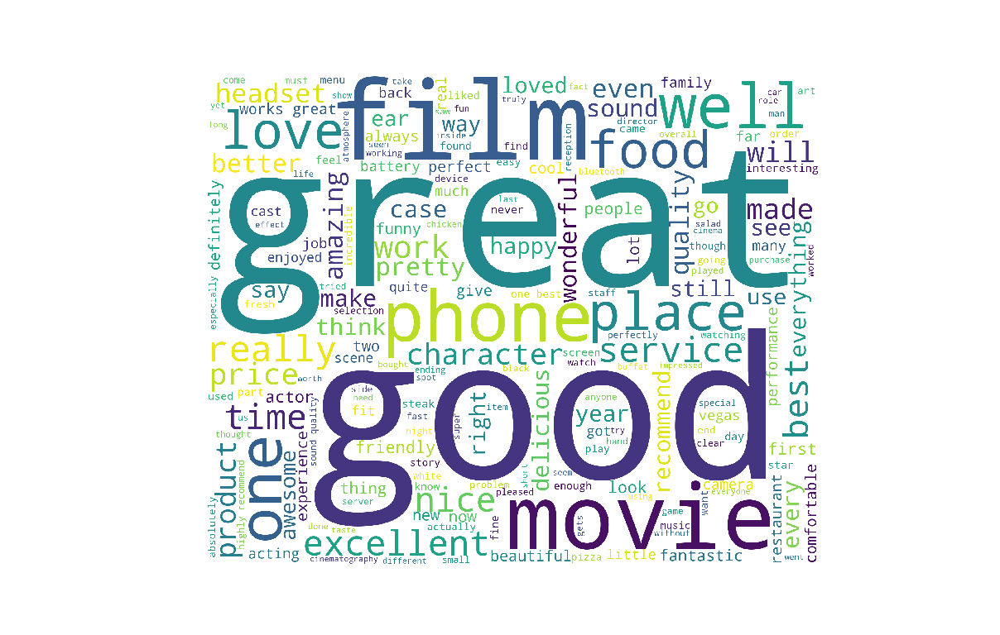 great
good
film
movie
phone
well
food
love
place
one
time
service
character
excellent
really
nice
best
everything
product
work
pretty
price
headset
better
sound
quality
wonderful
amazing
delicious
recommend
loved
even
way
will
made
see
go
use
still
case
happy
make
think
say
ear
real
back
works great
menu
must
come
take
show
yet
long
always
liked
fun
saw
truly
fact
family
car
art
role
man
director
came
overall
far
order
interesting
atmosphere
seen
working
inside
found
find
reception
feel
battery
perfect
easy
cool
bluetooth
life
device
much
last
never
people
lot
salad
cinema
many
though
going
played
purchase
worked
definitely
especially
cast
effect
job
enjoyed
incredible
funny
chicken
tried
quite
give
one best
staff
selection
fresh
two
scene
perfectly
watching
performance
screen
watch
bought
ending
spot
black
buffet
impressed
worth
used
part
actor
us
sound quality
side
need
fit
steak
fast
item
super
right
night
year
got
try
anyone
hand
play
special
vegas
end
day
clear
first
star
thought
experience
awesome
friendly
story
thing
server
white
know
new
now
problem
pleased
short
seem
enough
look
using
camera
everyone
want
game
music
without
gets
restaurant
every
comfortable
went
absolutely
highly recommend
acting
done
taste
cinematography
different
actually
small
fine
beautiful
pizza
little
fantastic